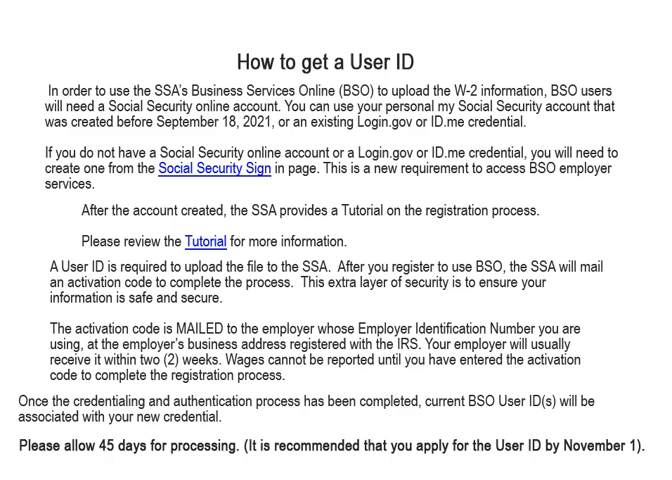 How to get a User ID
In order to use the SSA's Business Services Online (BSO) to upload the W-2 information, BSO users
will need a Social Security online account. You can use your personal my Social Security account that
was created before September 18, 2021, or an existing Login.gov or ID.me credential.
If you do not have a Social Security online account or a Login.gov or ID.me credential, you will need to
create one from the Social Security Sign in page. This is a new requirement to access BSO employer
services.
After the account created, the SSA provides a Tutorial on the registration process.
Please review the Tutorial for more information.
A User ID is required to upload the file to the SSA.  After you register to use BSO, the SSA will mail
an activation code to complete the process.  This extra layer of security is to ensure your
information is safe and secure.
The activation code is MAILED to the employer whose Employer Identification Number you are
using, at the employer's business address registered with the IRS. Your employer will usually
receive it within two (2) weeks. Wages cannot be reported until you have entered the activation
code to complete the registration process.
Once the credentialing and authentication process has been completed, current BSO User ID(s) will be
associated with your new credential.
Please allow 45 days for processing. (It is recommended that you apply for the User ID by November 1).